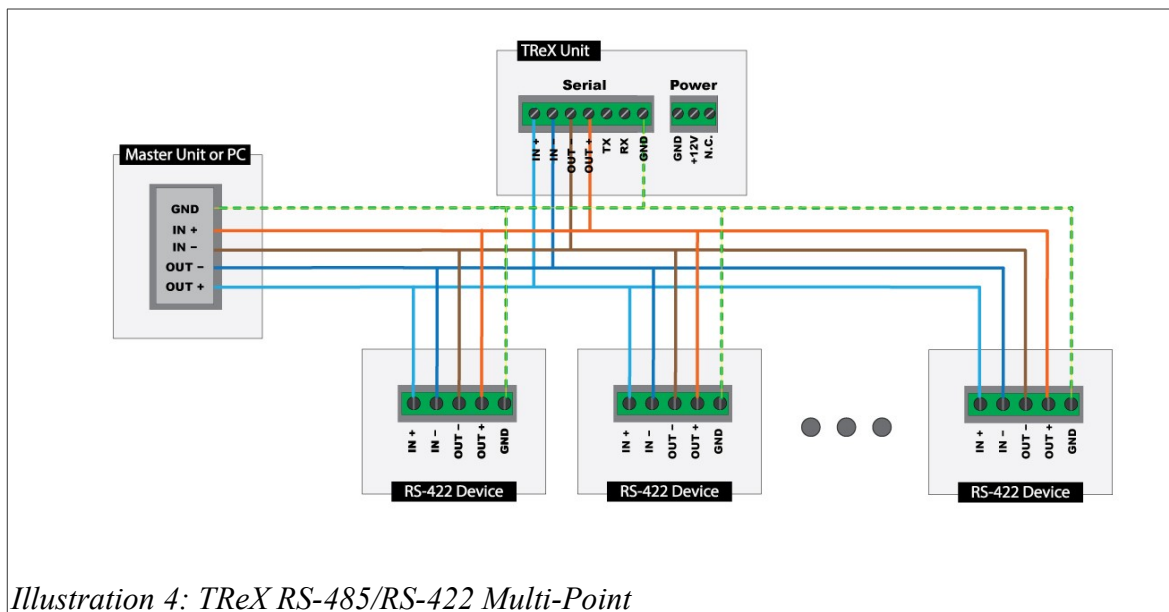 TReX Unit
Serial
Power
IN +
IN −
OUT −
OUT +
TX
RX
GND
GND
+12V
N.C.
Master Unit or PC
GND
IN +
IN −
OUT −
OUT +
IN +
IN −
OUT −
OUT +
GND
RS-422 Device
IN +
IN −
OUT −
OUT +
GND
RS-422 Device
IN +
IN −
OUT −
OUT +
GND
RS-422 Device
Illustration 4: TReX RS-485/RS-422 Multi-Point